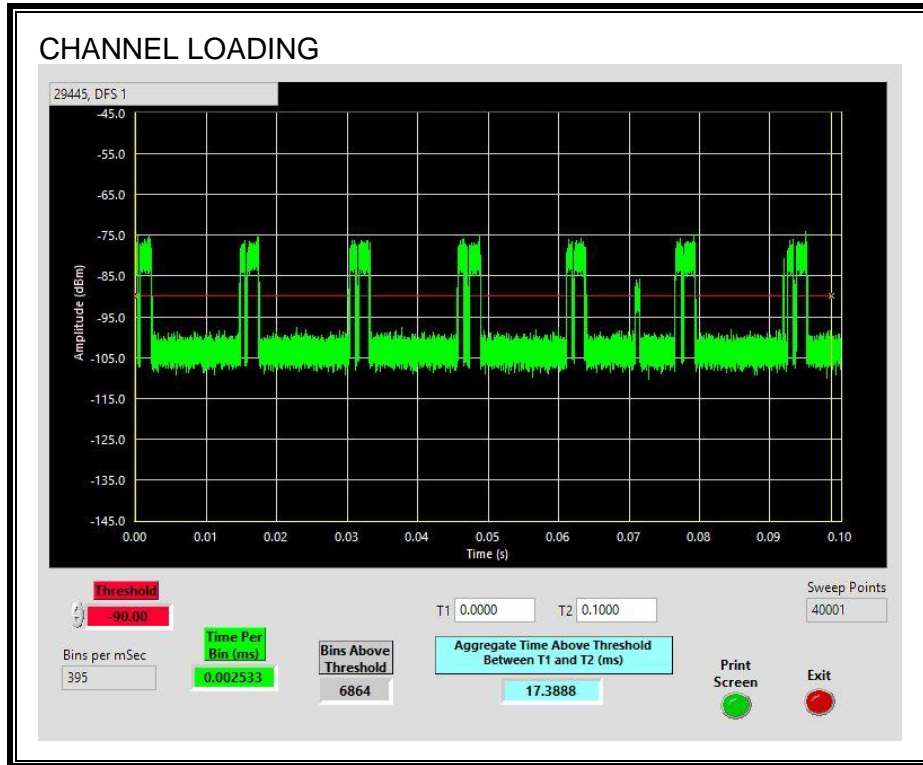 CHANNEL LOADING
29445, DFS 1
Amplitude (dBm)
-45.0
-55.0
-65.0
-75.0
-85.0
-95.0
-105.0
-115.0
-125.0
-135.0
-145.0
0.00 0.01 0.02 0.03 0.04 0.05 0.06 0.07 0.08 0.09 0.10
Time (s)
Threshold
-90.00
Bins per mSec
395
Time Per
Bin (ms)
0.002533
Bins Above
Threshold
6864
T1 0.0000 T2 0.1000
Aggregate Time Above Threshold
Between T1 and T2 (ms)
17.3888
Sweep Points
40001
Print
Screen
Exit